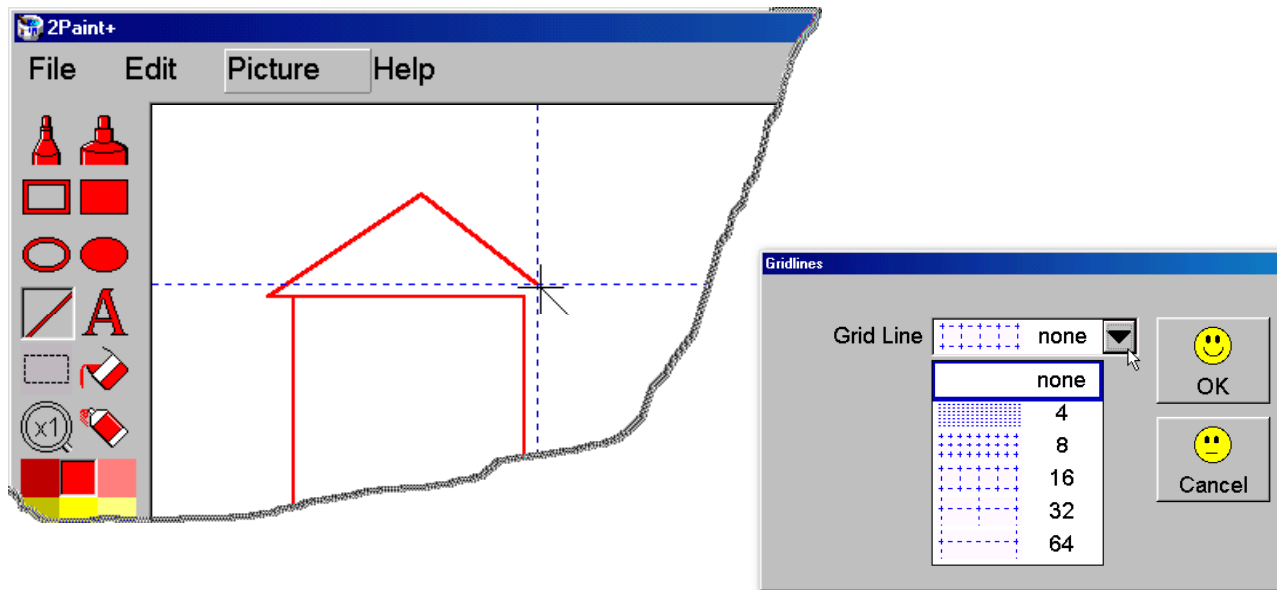 2Paint+
File Edit Picture Help
A
x1
Gridlines
Grid Line none
none
4
8
16
32
64
OK
Cancel